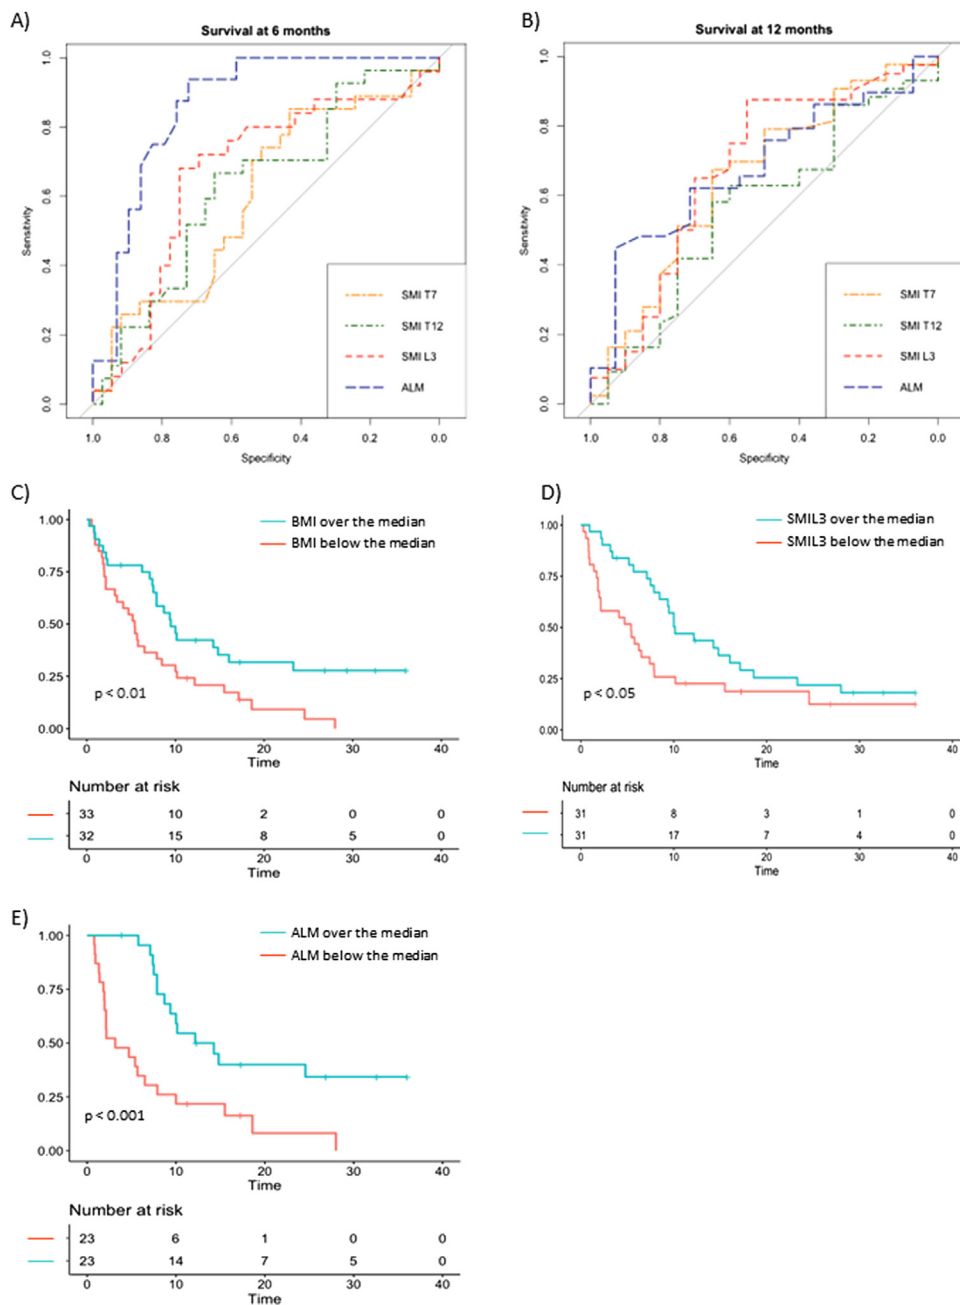 A)
Survival at 6 months
Sensitivity
1.0
0.8
0.6
0.4
0.2
0.0
SMI T7
SMI T12
SMI L3
ALM
1.0 0.8 0.6 0.4 0.2 0.0
Specificity
B)
Survival at 12 months
Sensitivity
1.0
0.8
0.6
0.4
0.2
0.0
SMI T7
SMI T12
SMI L3
ALM
1.0 0.8 0.6 0.4 0.2 0.0
Specificity
C)
BMI over the median
BMI below the median
1.00
0.75
0.50
0.25
0.00
p < 0.01
0 10 20 30 40
Time
Number at risk
33 10 2 0 0
32 15 8 5 0
0 10 20 30 40
Time
D)
SMIL3 over the median
SMIL3 below the median
1.00
0.75
0.50
0.25
0.00
p < 0.05
0 10 20 30 40
Time
Number at risk
31 8 3 1 0
31 17 7 4 0
0 10 20 30 40
Time
E)
ALM over the median
ALM below the median
1.00
0.75
0.50
0.25
0.00
p < 0.001
0 10 20 30 40
Time
Number at risk
23 6 1 0 0
23 14 7 5 0
0 10 20 30 40
Time